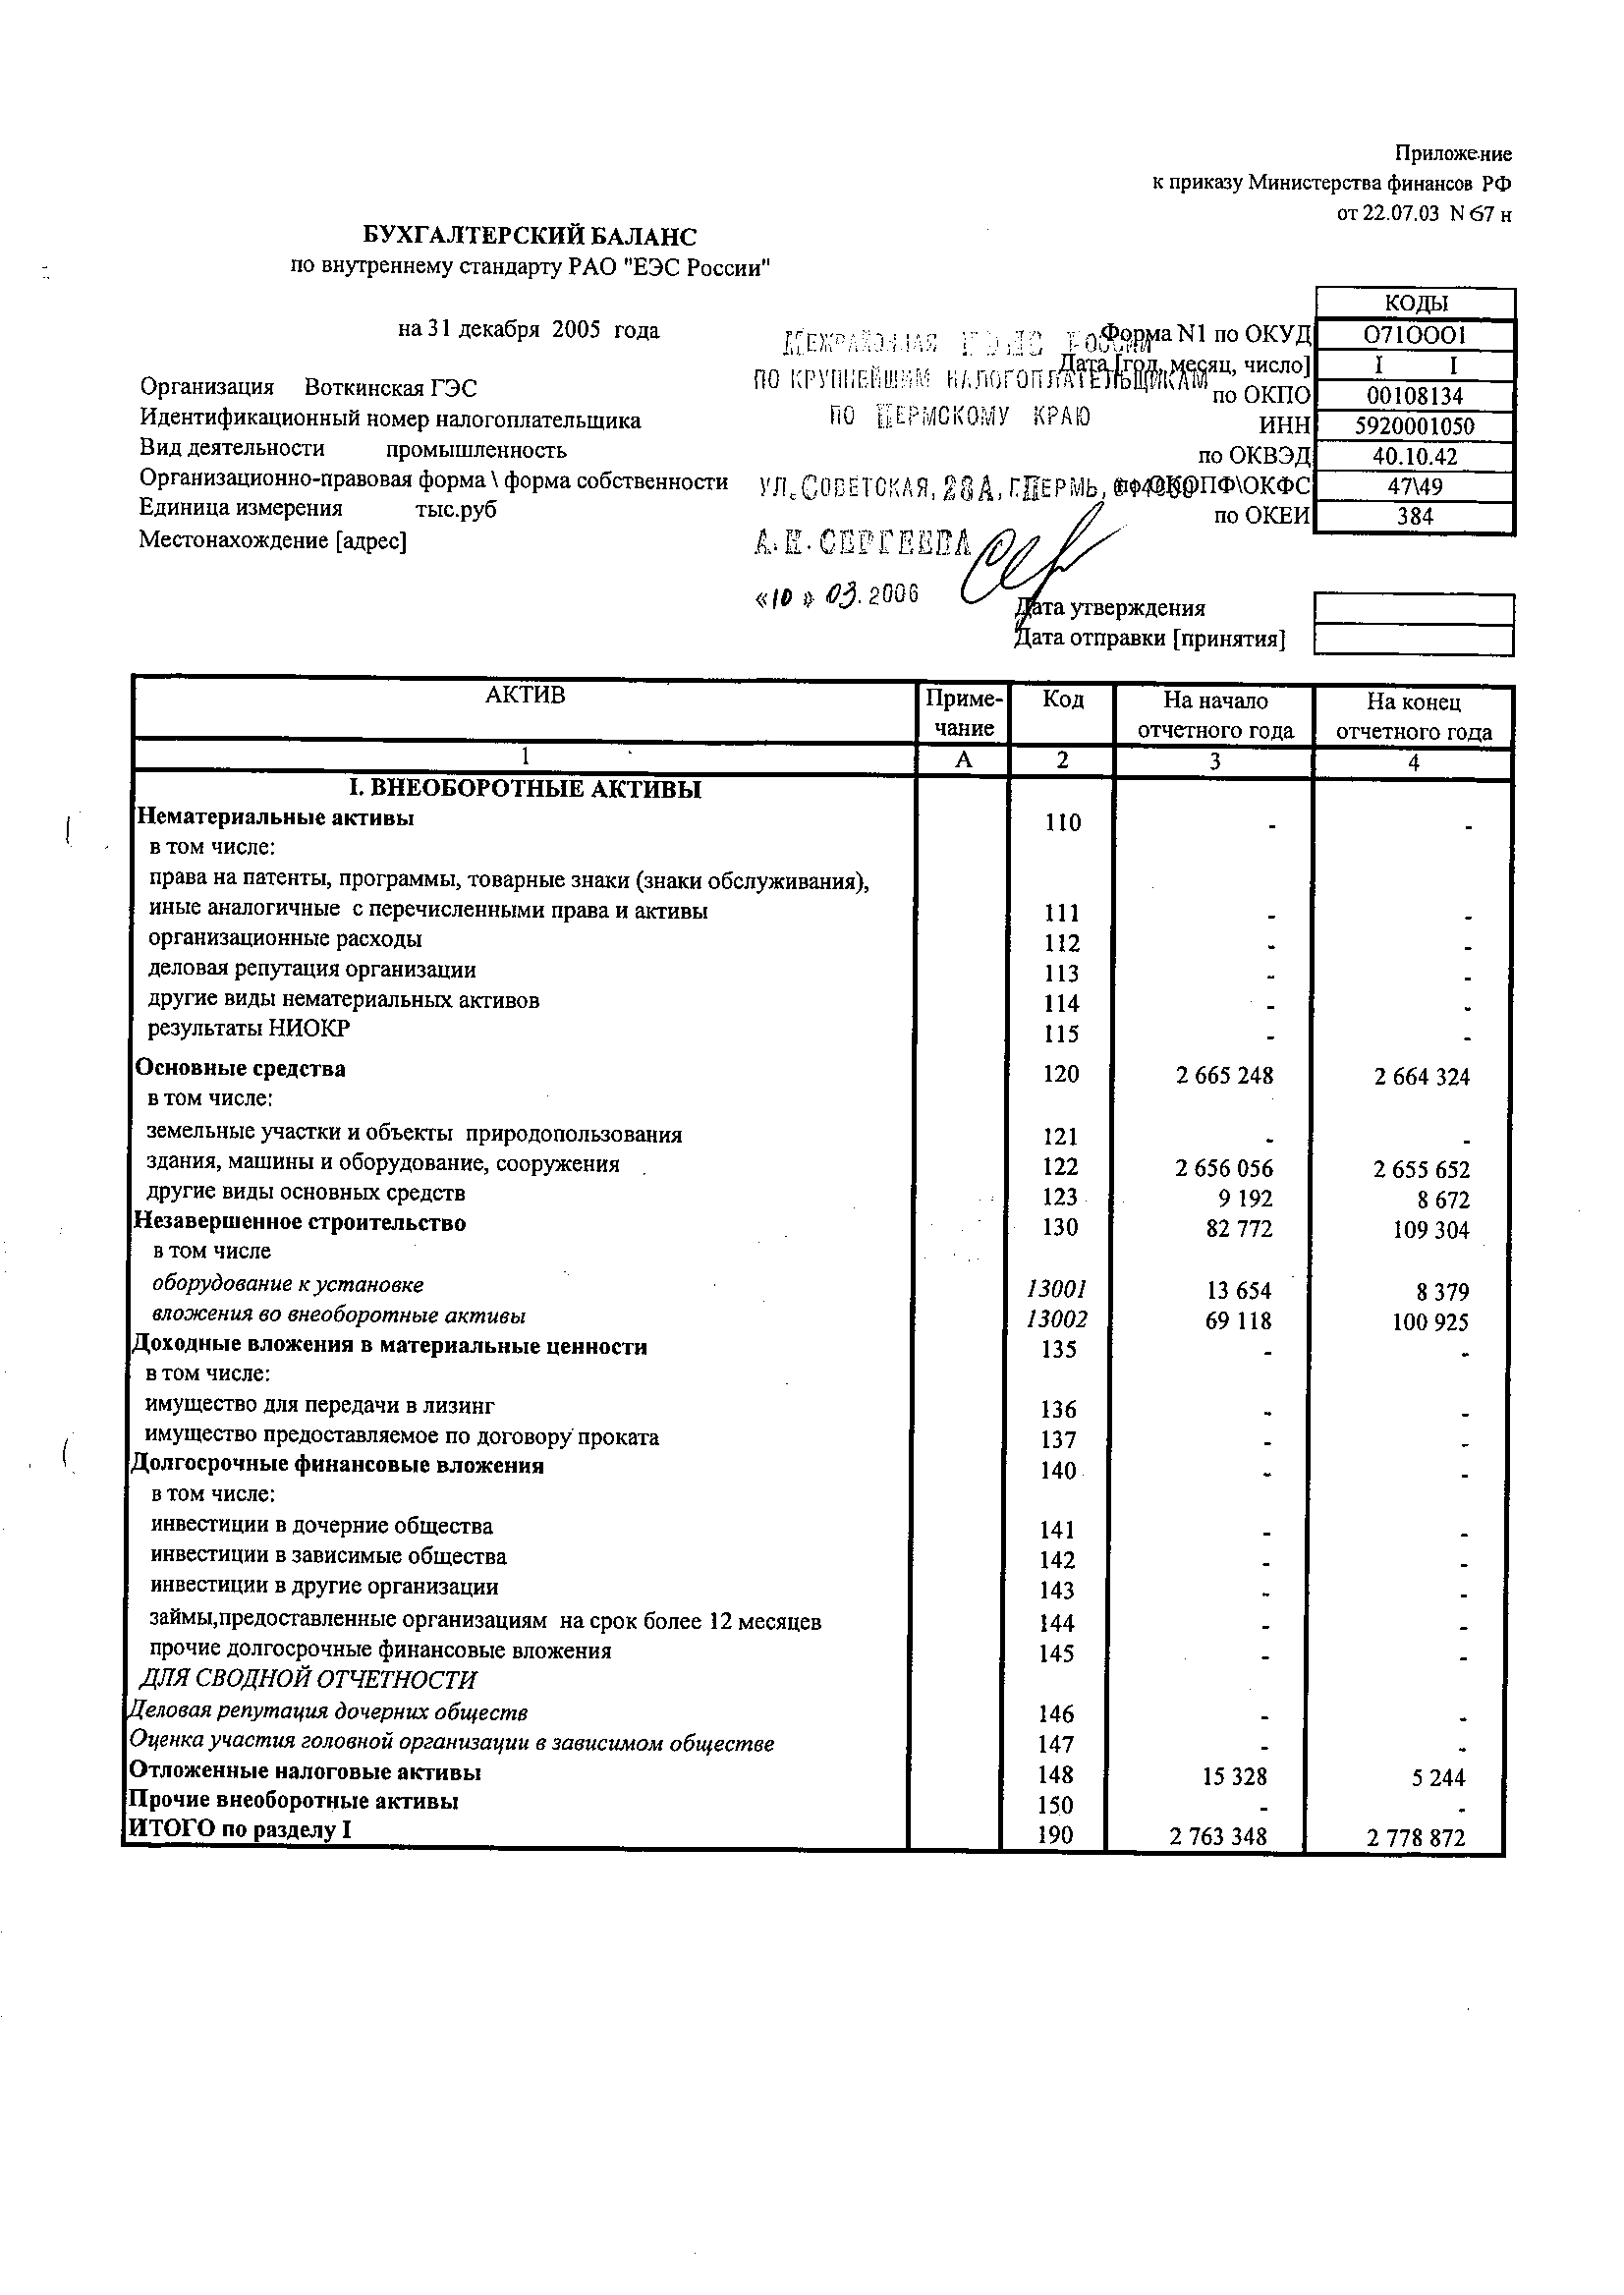 Приложение
к приказу Министерства финансов РФ
от 22.07.03 N 67 н
БУХГАЛТЕРСКИЙ БАЛАНС
по внутреннему стандарту РАО "ЕЭС России"
КОДЫ
на 31 декабря 2005 года
МЕЖРАЙОННАЯ РОССИИ
Форма N1 по ОКУД 0710001
Дата [год, месяц, число] I I
ПО КРУПНЕЙШИМ НАЛОГОПЛАТЕЛЬЩИКАМ
Организация Воткинская ГЭС
по ОКПО 00108134
Идентификационный номер налогоплательщика
ПО ПЕРМСКОМУ КРАЮ
ИНН 5920001050
Вид деятельности промышленность
по ОКВЭД 40.10.42
Организационно-правовая форма \ форма собственности
УЛ. СОВЕТСКАЯ, 28А, Г.ПЕРМЬ,
ОКОПФ\ОКФС 47\49
Единица измерения тыс.руб
по ОКЕИ 384
Местонахождение [адрес]
А.Н. СЕРГЕЕВА
«10» 03.2006
Дата утверждения
Дата отправки [принятия]
АКТИВ Приме-чание Код На начало отчетного года На конец отчетного года
1 А 2 3 4
I. ВНЕОБОРОТНЫЕ АКТИВЫ
Нематериальные активы 110 - -
в том числе:
права на патенты, программы, товарные знаки (знаки обслуживания),
иные аналогичные с перечисленными права и активы 111 - -
организационные расходы 112 - -
деловая репутация организации 113 - -
другие виды нематериальных активов 114 - -
результаты НИОКР 115 - -
Основные средства 120 2 665 248 2 664 324
в том числе:
земельные участки и объекты природопользования 121 - -
здания, машины и оборудование, сооружения 122 2 656 056 2 655 652
другие виды основных средств 123 9 192 8 672
Незавершенное строительство 130 82 772 109 304
в том числе
оборудование к установке 13001 13 654 8 379
вложения во внеоборотные активы 13002 69 118 100 925
Доходные вложения в материальные ценности 135 - -
в том числе:
имущество для передачи в лизинг 136 - -
имущество предоставляемое по договору проката 137 - -
Долгосрочные финансовые вложения 140 - -
в том числе:
инвестиции в дочерние общества 141 - -
инвестиции в зависимые общества 142 - -
инвестиции в другие организации 143 - -
займы,предоставленные организациям на срок более 12 месяцев 144 - -
прочие долгосрочные финансовые вложения 145 - -
ДЛЯ СВОДНОЙ ОТЧЕТНОСТИ
Деловая репутация дочерних обществ 146 - -
Оценка участия головной организации в зависимом обществе 147 - -
Отложенные налоговые активы 148 15 328 5 244
Прочие внеоборотные активы 150 - -
ИТОГО по разделу I 190 2 763 348 2 778 872